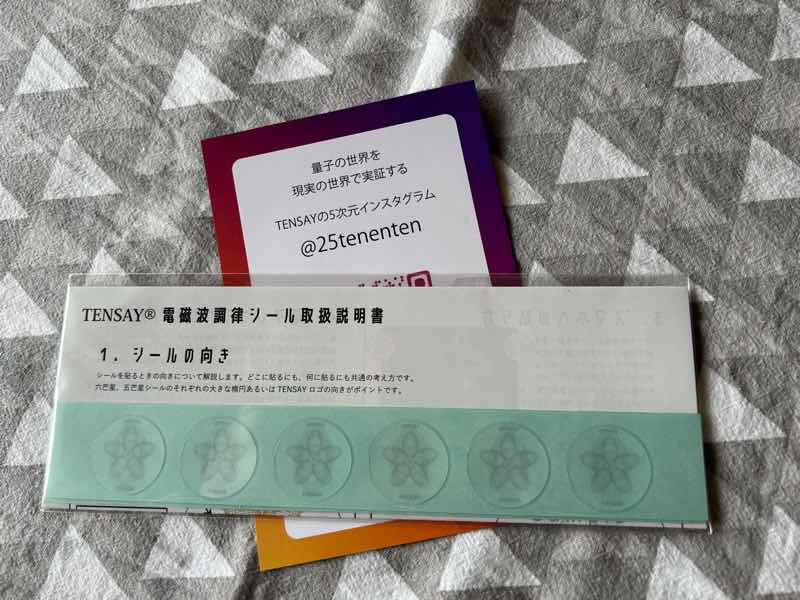 量子の世界を
現実の世界で実証する
TENSAYの5次元インスタグラム
@25tenenten
TENSAY® 電磁波調律シール取扱説明書
1. シールの向き
シールを貼るときの向きについて解説します。どこに貼るにも、何に貼るにも共通の考え方です。
六芒星、五芒星シールのそれぞれの大きな楕円あるいは TENSAY ロゴの向きがポイントです。